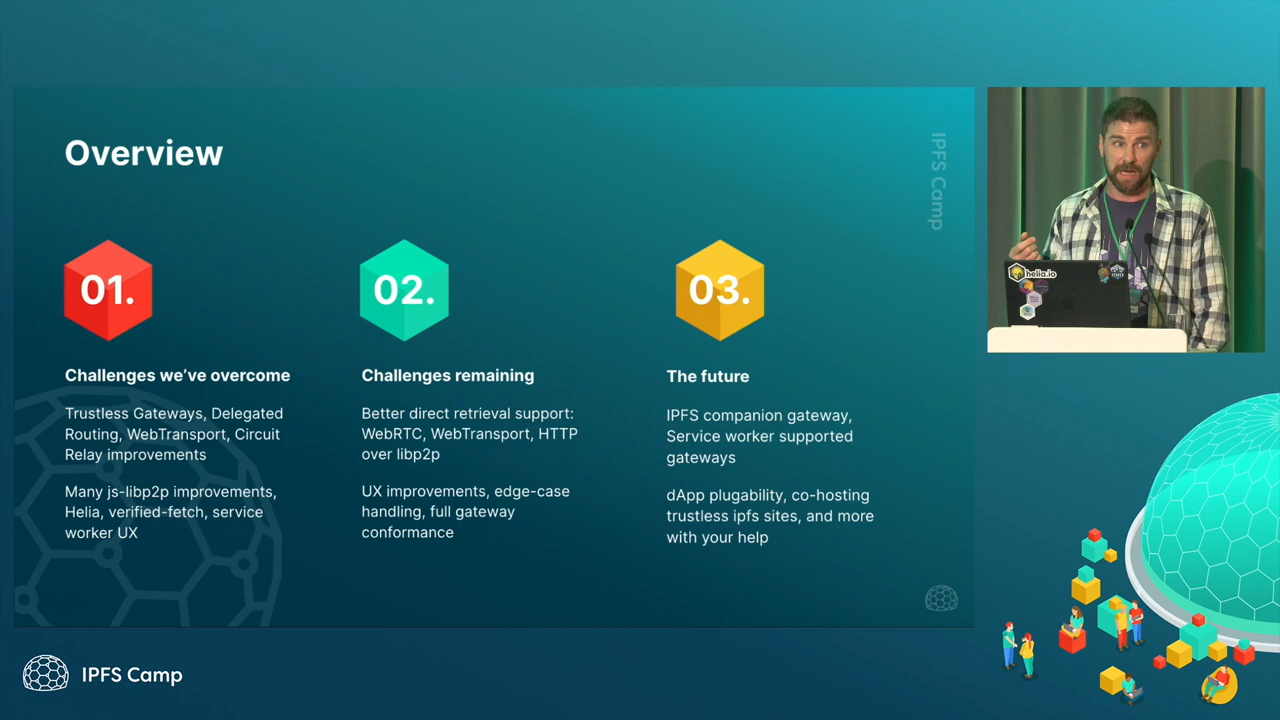 Overview
IPFS Camp
01.
Challenges we've overcome
Trustless Gateways, Delegated
Routing, WebTransport, Circuit
Relay improvements
Many js-libp2p improvements,
Helia, verified-fetch, service
worker UX
02.
Challenges remaining
Better direct retrieval support:
WebRTC, WebTransport, HTTP
over libp2p
UX improvements, edge-case
handling, full gateway
conformance
03.
The future
IPFS companion gateway,
Service worker supported
gateways
dApp plugability, co-hosting
trustless ipfs sites, and more
with your help
helia.io
IPFS Camp